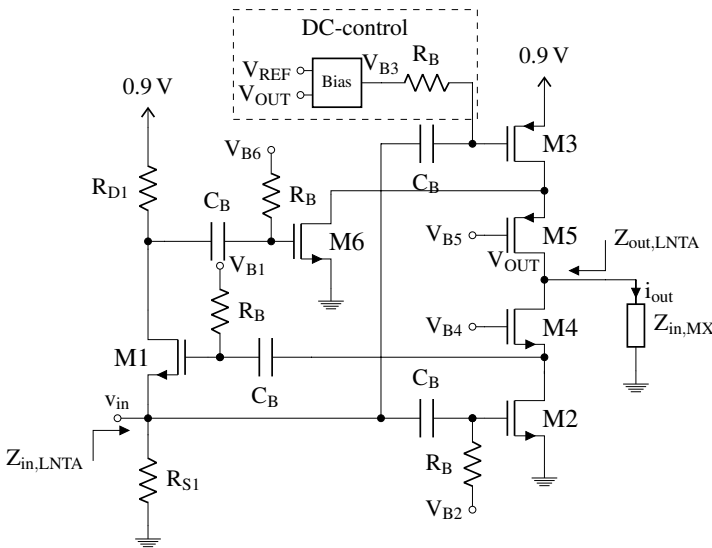 DC-control
V_REF
V_OUT
Bias
V_B3
R_B
0.9 V
0.9 V
M3
C_B
V_B6
R_D1
R_B
C_B
M6
V_B5
M5
V_OUT
Z_out,LNTA
V_B1
R_B
i_out
Z_in,MX
V_B4
M4
M1
C_B
v_in
C_B
M2
Z_in,LNTA
R_S1
R_B
V_B2